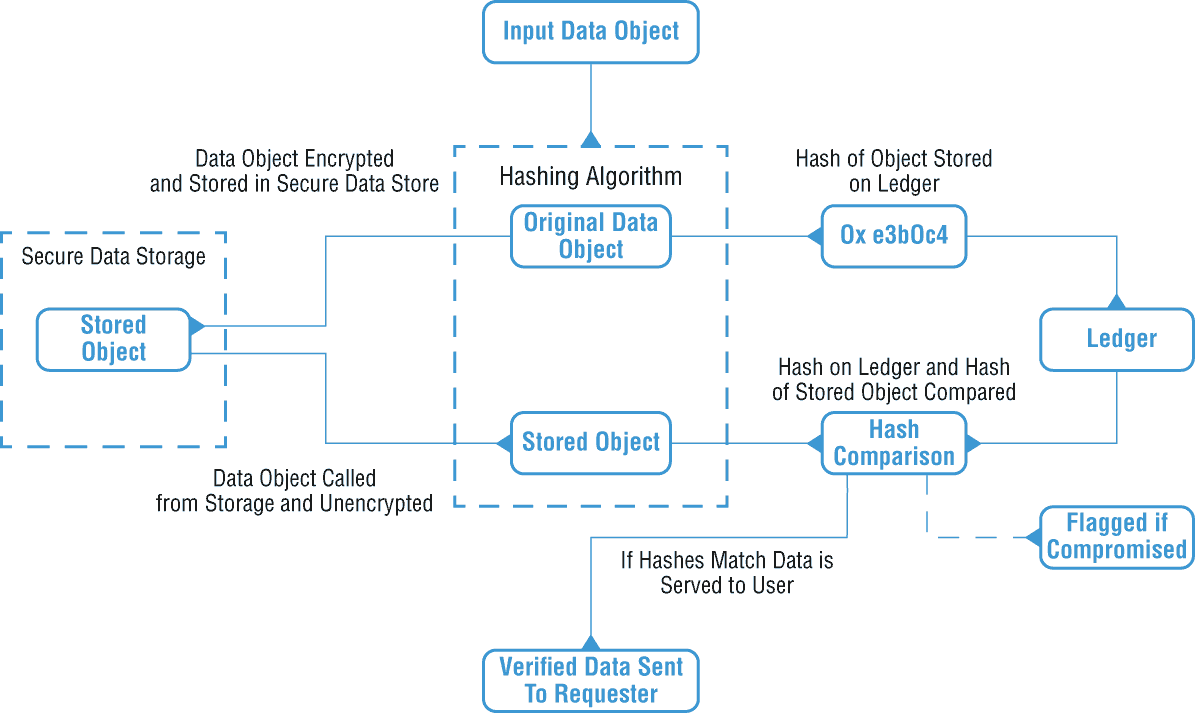 Input Data Object
Data Object Encrypted
and Stored in Secure Data Store
Hashing Algorithm
Hash of Object Stored
on Ledger
Original Data
Object
Ox e3bOc4
Secure Data Storage
Stored
Object
Ledger
Hash on Ledger and Hash
of Stored Object Compared
Stored Object
Hash
Comparison
Data Object Called
from Storage and Unencrypted
Flagged if
Compromised
If Hashes Match Data is
Served to User
Verified Data Sent
To Requester